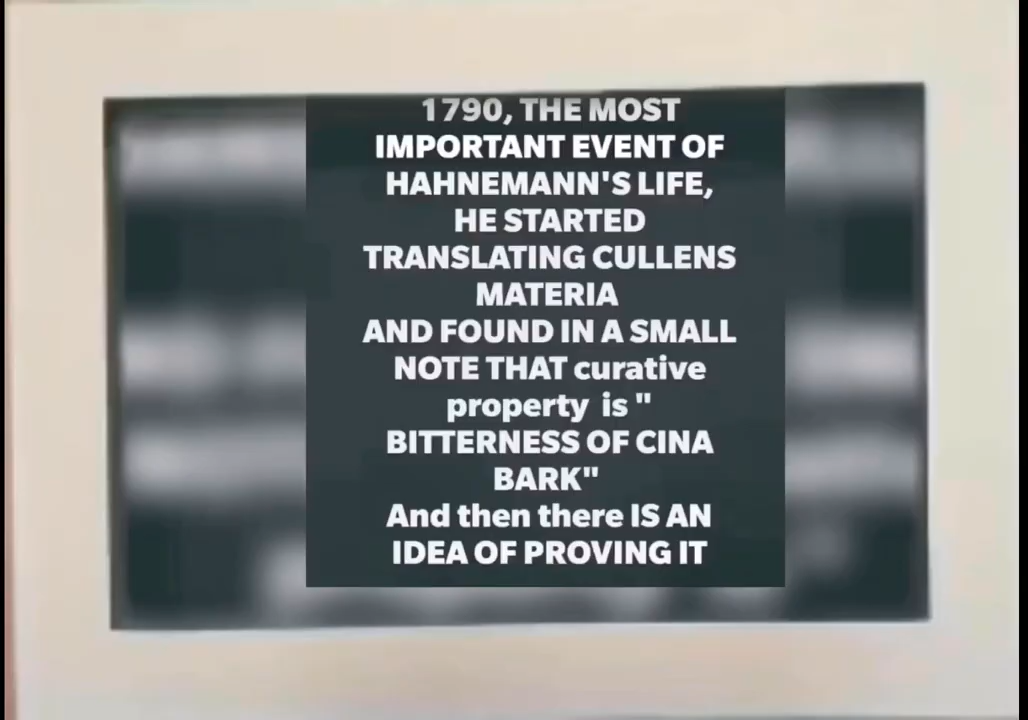 1790, THE MOST
IMPORTANT EVENT OF
HAHNEMANN'S LIFE,
HE STARTED
TRANSLATING CULLENS
MATERIA
AND FOUND IN A SMALL
NOTE THAT curative
property is "
BITTERNESS OF CINA
BARK"
And then there IS AN
IDEA OF PROVING IT